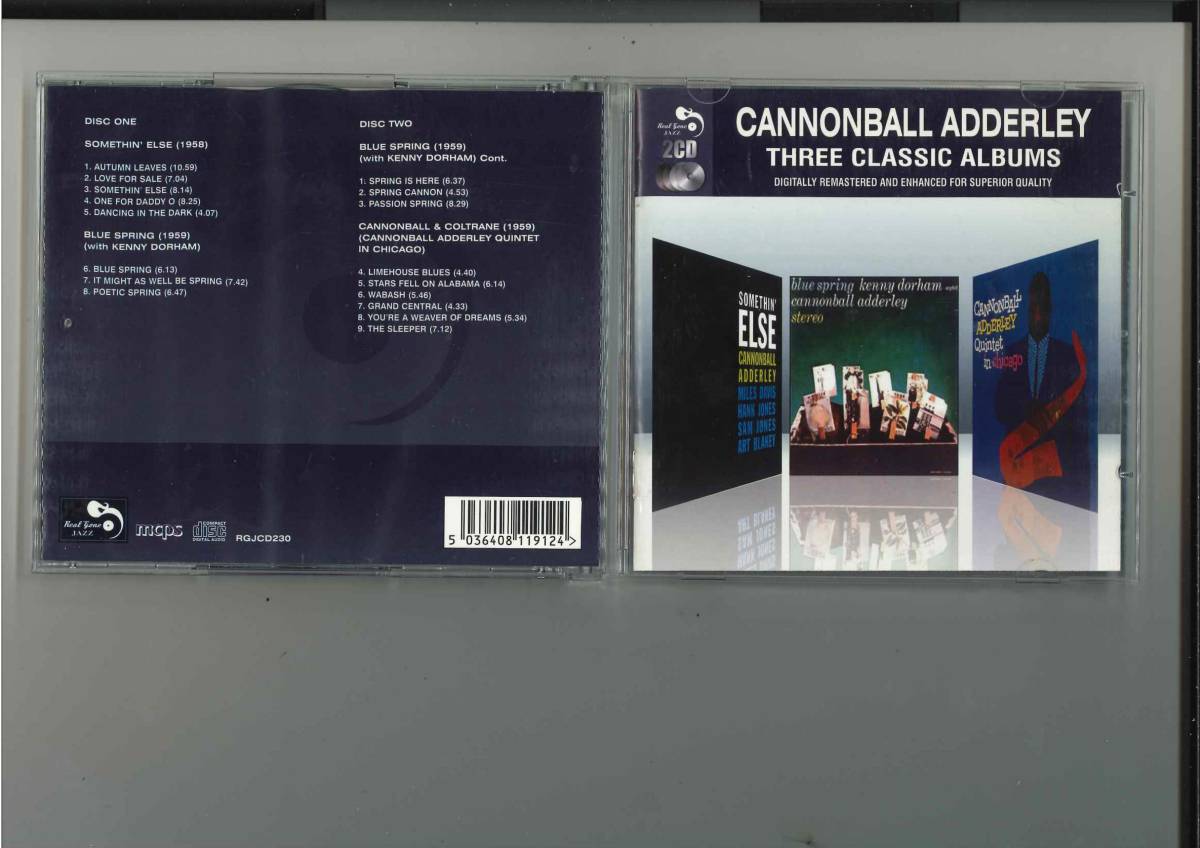 DISC ONE
SOMETHIN' ELSE (1958)
1. AUTUMN LEAVES (10.59)
2. LOVE FOR SALE (7.04)
3. SOMETHIN' ELSE (8.14)
4. ONE FOR DADDY O (8.25)
5. DANCING IN THE DARK (4.07)
BLUE SPRING (1959)
(with KENNY DORHAM)
6. BLUE SPRING (6.13)
7. IT MIGHT AS WELL BE SPRING (7.42)
8. POETIC SPRING (6.47)
DISC TWO
BLUE SPRING (1959)
(with KENNY DORHAM) Cont.
1: SPRING IS HERE (6.37)
2. SPRING CANNON (4.53)
3. PASSION SPRING (8.29)
CANNONBALL & COLTRANE (1959)
(CANNONBALL ADDERLEY QUINTET
IN CHICAGO)
4. LIMEHOUSE BLUES (4.40)
5. STARS FELL ON ALABAMA (6.14)
6. WABASH (5.46)
7. GRAND CENTRAL (4.33)
8. YOU'RE A WEAVER OF DREAMS (5.34)
9. THE SLEEPER (7.12)
Real Gone
JAZZ
mcps
COMPACT
disc
DIGITAL AUDIO
RGJCD230
5 036408 119124 >
Real Gone
JAZZ
2CD
CANNONBALL ADDERLEY
THREE CLASSIC ALBUMS
DIGITALLY REMASTERED AND ENHANCED FOR SUPERIOR QUALITY
SOMETHIN'
ELSE
CANNONBALL
ADDERLEY
MILES DAVIS
HANK JONES
SAM JONES
ART BLAKEY
blue spring kenny dorham
cannonball adderley
stereo
CANNONBALL
ADDERLEY
Quintet
in chicago